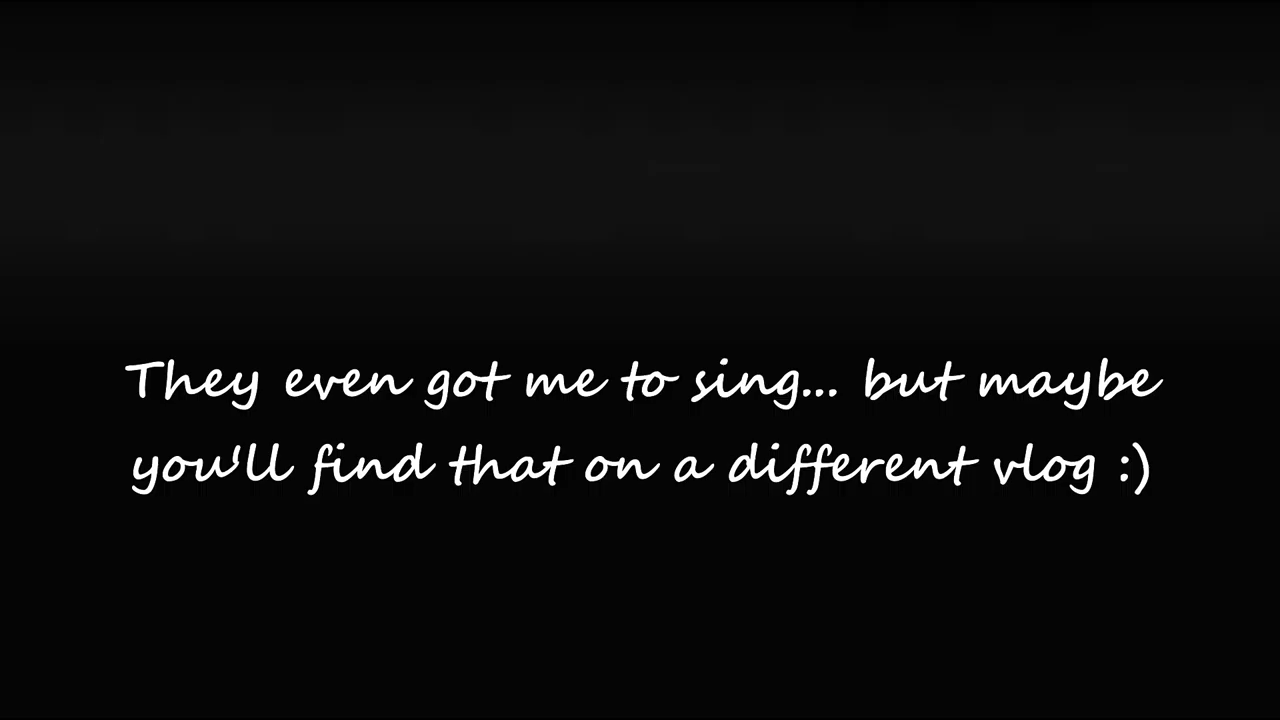 They even got me to sing... but maybe
you'll find that on a different vlog :)